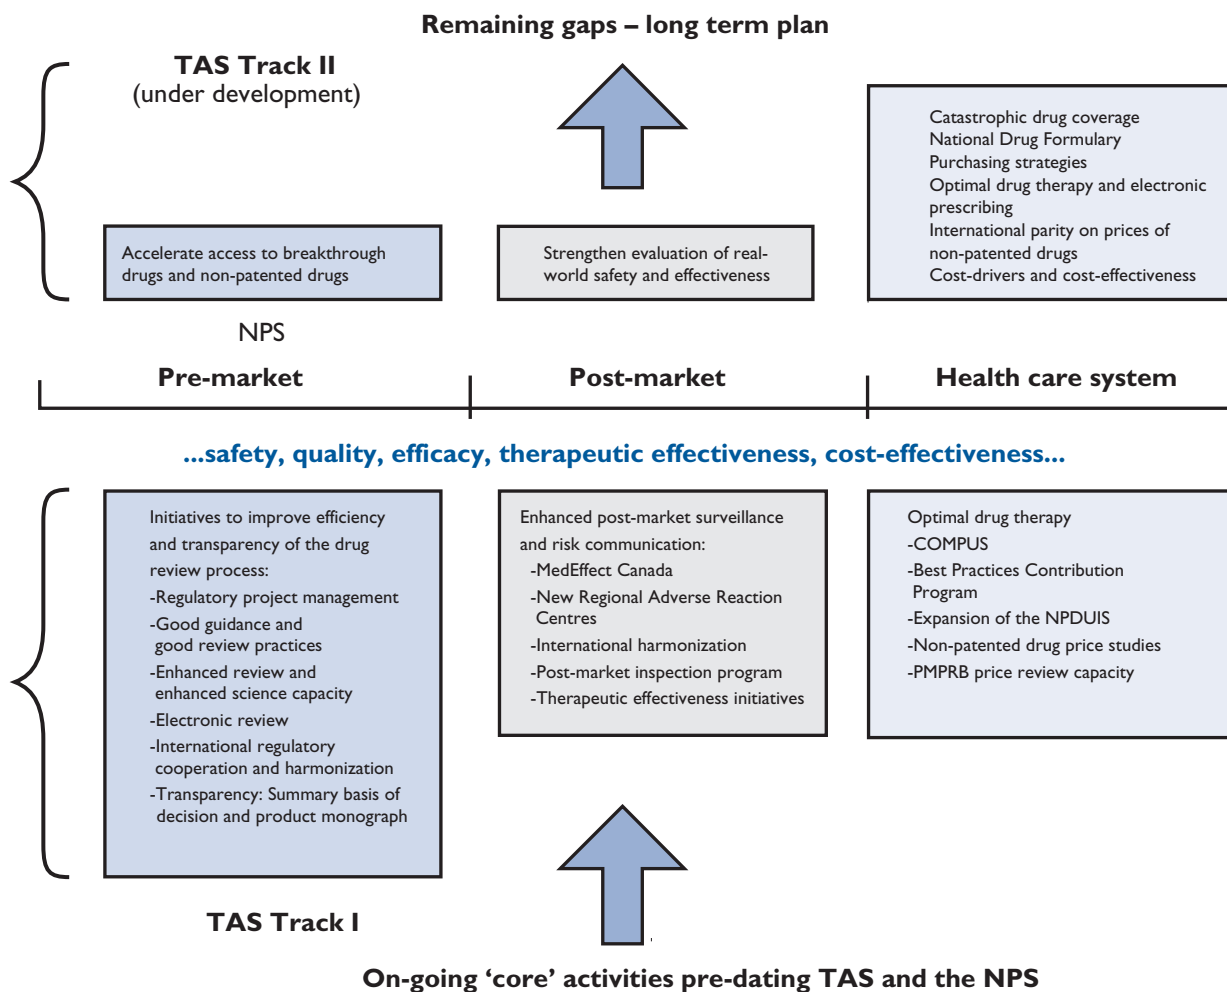 Remaining gaps – long term plan
TAS Track II
(under development)
Accelerate access to breakthrough
drugs and non-patented drugs
Strengthen evaluation of real-
world safety and effectiveness
Catastrophic drug coverage
National Drug Formulary
Purchasing strategies
Optimal drug therapy and electronic
prescribing
International parity on prices of
non-patented drugs
Cost-drivers and cost-effectiveness
NPS
Pre-market
Post-market
Health care system
...safety, quality, efficacy, therapeutic effectiveness, cost-effectiveness...
Initiatives to improve efficiency
and transparency of the drug
review process:
-Regulatory project management
-Good guidance and
good review practices
-Enhanced review and
enhanced science capacity
-Electronic review
-International regulatory
cooperation and harmonization
-Transparency: Summary basis of
decision and product monograph
Enhanced post-market surveillance
and risk communication:
-MedEffect Canada
-New Regional Adverse Reaction
Centres
-International harmonization
-Post-market inspection program
-Therapeutic effectiveness initiatives
Optimal drug therapy
-COMPUS
-Best Practices Contribution
Program
-Expansion of the NPDUIS
-Non-patented drug price studies
-PMPRB price review capacity
TAS Track I
On-going ‘core’ activities pre-dating TAS and the NPS